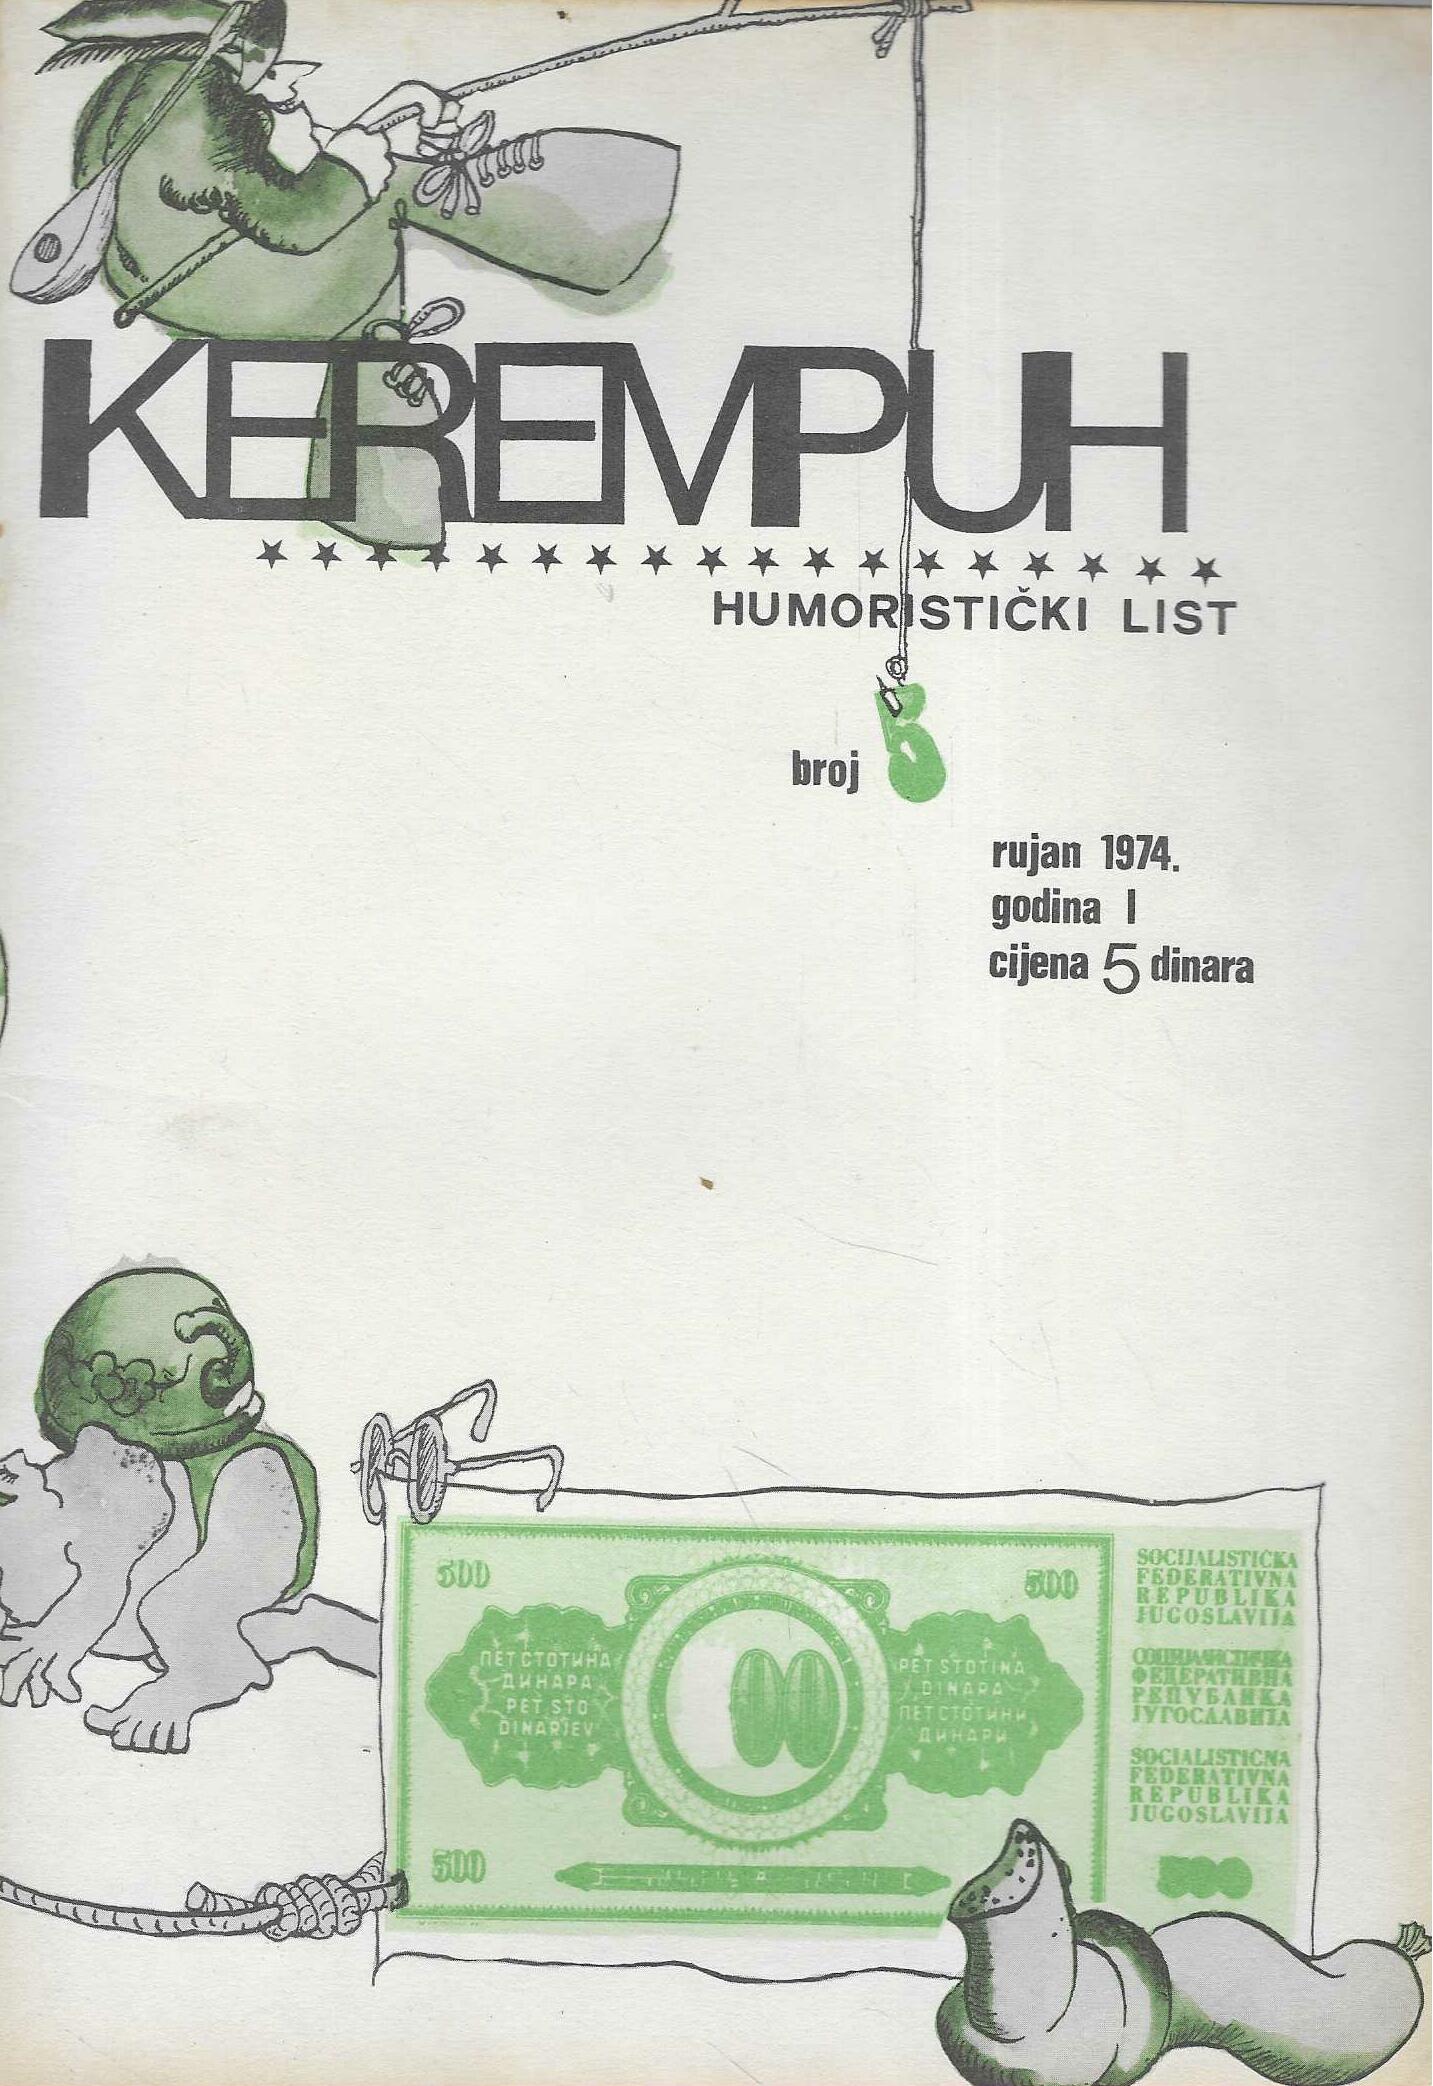 KEREMPUH
HUMORISTIČKI LIST
broj 5
rujan 1974.
godina I
cijena 5 dinara
500
500
ПЕТ СТОТИНА
ДИНАРА
PET STO
DINARJEV
PET STOTINA
DINARA
ПЕТСТОТИНИ
ДИНАРИ
500
SOCIJALISTIČKA
FEDERATIVNA
REPUBLIKA
JUGOSLAVIJA
СОЦИЈАЛИСТИЧКА
ФЕДЕРАТИВНА
РЕПУБЛИКА
ЈУГОСЛАВИЈА
SOCIALISTIČNA
FEDERATIVNA
REPUBLIKA
JUGOSLAVIJA
500